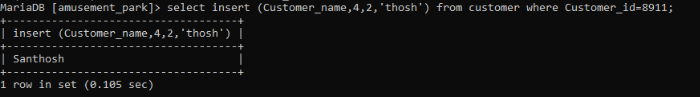 MariaDB [amusement_park]> select insert (Customer_name,4,2,'thosh') from customer where Customer_id=8911;
+------------------------------------+
| insert (Customer_name,4,2,'thosh') |
+------------------------------------+
| Santhosh                           |
+------------------------------------+
1 row in set (0.105 sec)